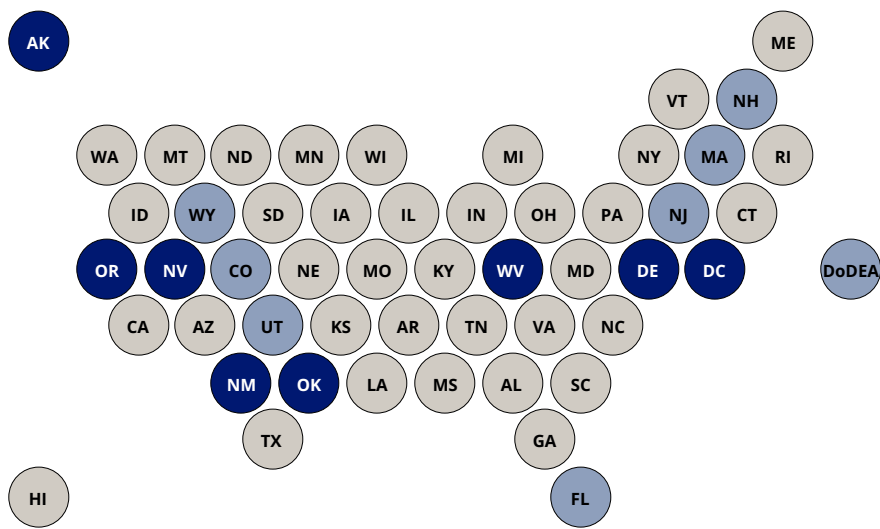 AK ME
VT NH
WA MT ND MN WI MI NY MA RI
ID WY SD IA IL IN OH PA NJ CT
OR NV CO NE MO KY WV MD DE DC DoDEA
CA AZ UT KS AR TN VA NC
NM OK LA MS AL SC
TX GA
HI FL